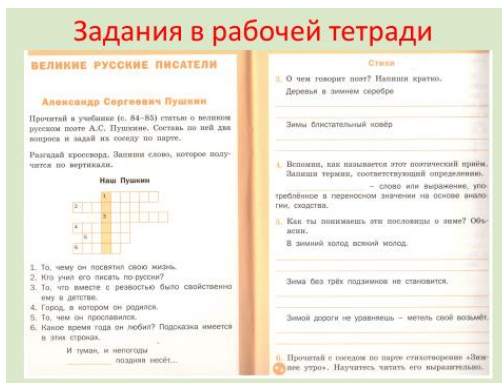 Задания в рабочей тетради
ВЕЛИКИЕ РУССКИЕ ПИСАТЕЛИ
Александр Сергеевич Пушкин
Прочитай в учебнике (с. 84–85) статью о великом
русском поэте А.С. Пушкине. Составь по ней два
вопроса и задай их соседу по парте.
Разгадай кроссворд. Запиши слово, которое полу-
чится по вертикали.
Наш Пушкин
1
2
3
4
5
6
1. То, чему он посвятил свою жизнь.
2. Кто учил его писать по-русски?
3. То, что вместе с резвостью было свойственно
ему в детстве.
4. Город, в котором он родился.
5. То, чем он прославился.
6. Какое время года он любил? Подсказка имеется
в этих строках.
И туман, и непогоды
поздняя несёт...
Стихи
3. О чем говорит поэт? Напиши кратко.
Деревья в зимнем серебре
Зимы блистательный ковёр
4. Вспомни, как называется этот поэтический приём.
Запиши термин, соответствующий определению.
– слово или выражение, упо-
треблённое в переносном значении на основе анало-
гии, сходства.
5. Как ты понимаешь эти пословицы о зиме? Объ-
ясни.
В зимний холод всякий молод.
Зима без трёх подзимков не становится.
Зимой дороги не уравняешь – метель своё возьмёт.
6. Прочитай с соседом по парте стихотворение «Зим-
нее утро». Научитесь читать его выразительно.